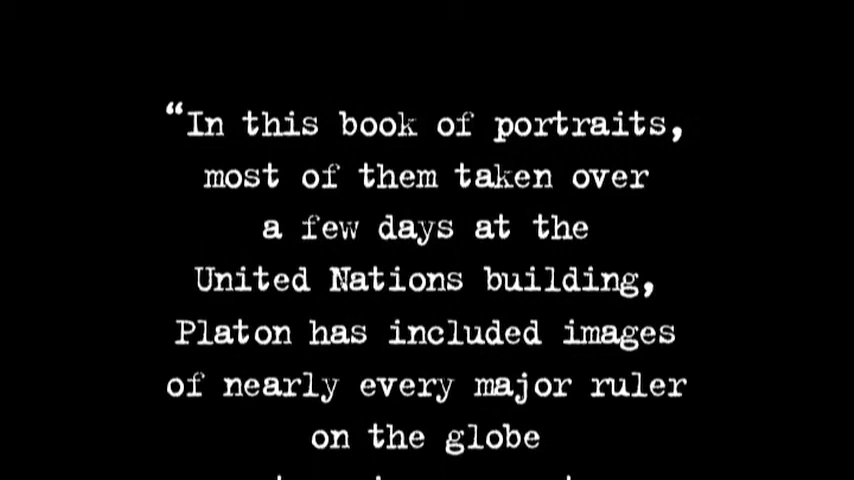 “In this book of portraits,
most of them taken over
a few days at the
United Nations building,
Platon has included images
of nearly every major ruler
on the globe